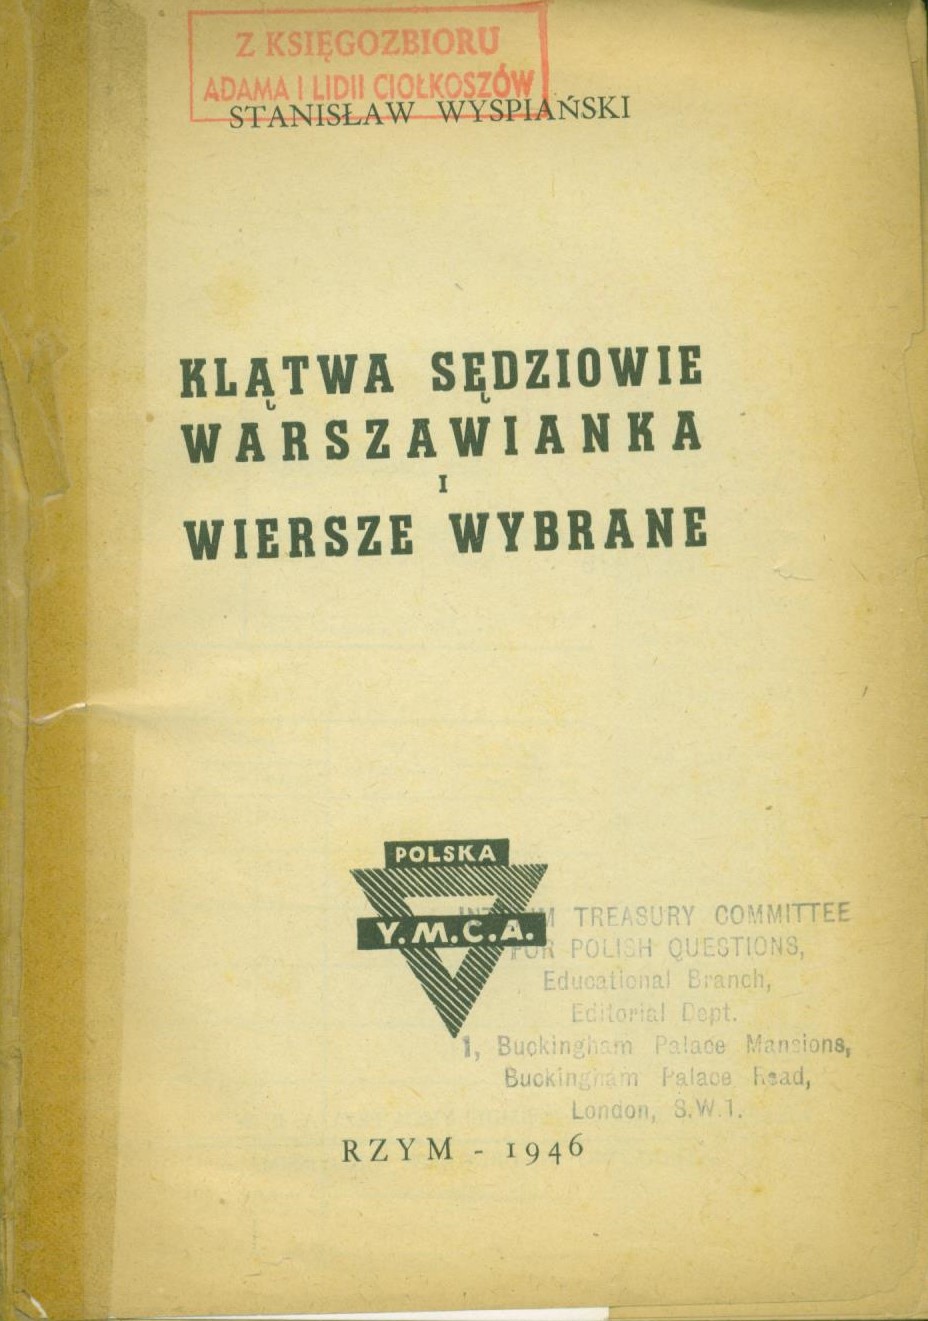 Z KSIĘGOZBIORU
ADAMA I LIDII CIOŁKOSZÓW
STANISŁAW WYSPIAŃSKI
KLĄTWA SĘDZIOWIE
WARSZAWIANKA
I
WIERSZE WYBRANE
POLSKA
Y.M.C.A.
TREASURY COMMITTEE
FOR POLISH QUESTIONS,
Educational Branch,
Editorial Dept.
1, Buckingham Palace Mansions,
Buckingham Palace Road,
London, S.W.1.
RZYM - 1946